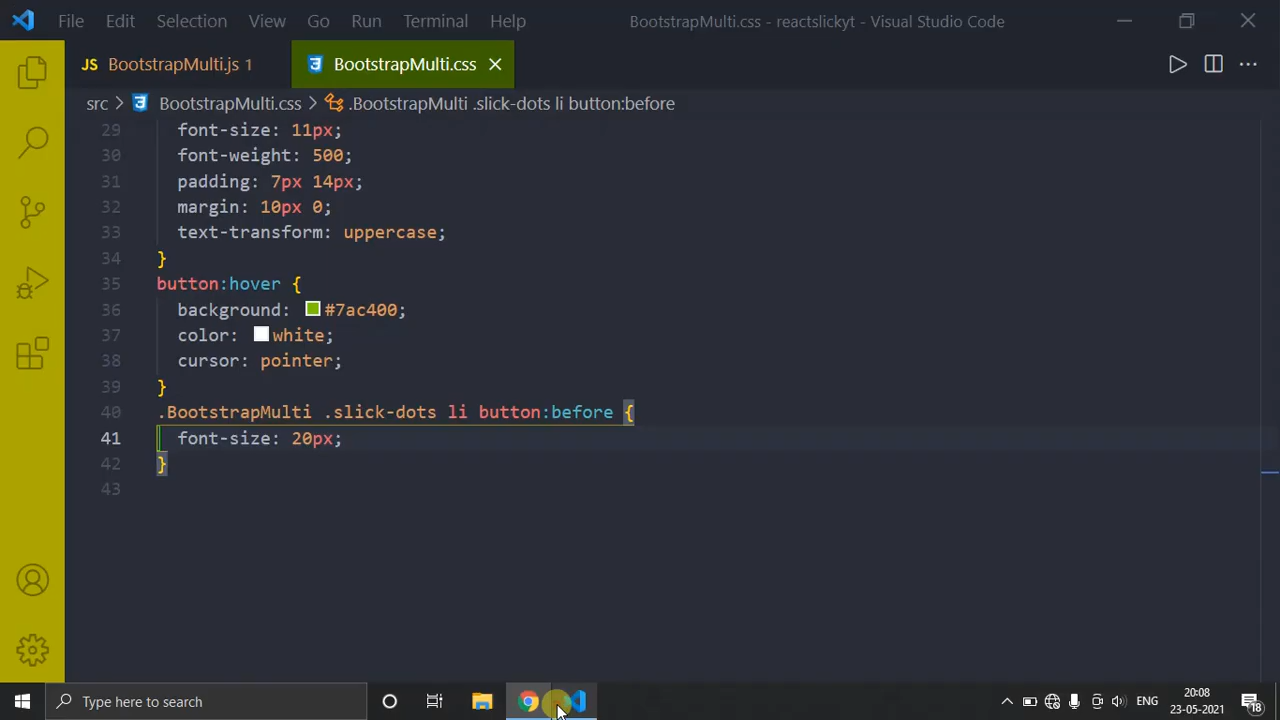 File Edit Selection View Go Run Terminal Help BootstrapMulti.css - reactslickyt - Visual Studio Code
JS BootstrapMulti.js 1 BootstrapMulti.css
src > BootstrapMulti.css > .BootstrapMulti .slick-dots li button:before
29 font-size: 11px;
30 font-weight: 500;
31 padding: 7px 14px;
32 margin: 10px 0;
33 text-transform: uppercase;
34 }
35 button:hover {
36 background: #7ac400;
37 color: white;
38 cursor: pointer;
39 }
40 .BootstrapMulti .slick-dots li button:before {
41 font-size: 20px;
42 }
43
Type here to search
ENG
20:08
23-05-2021
18